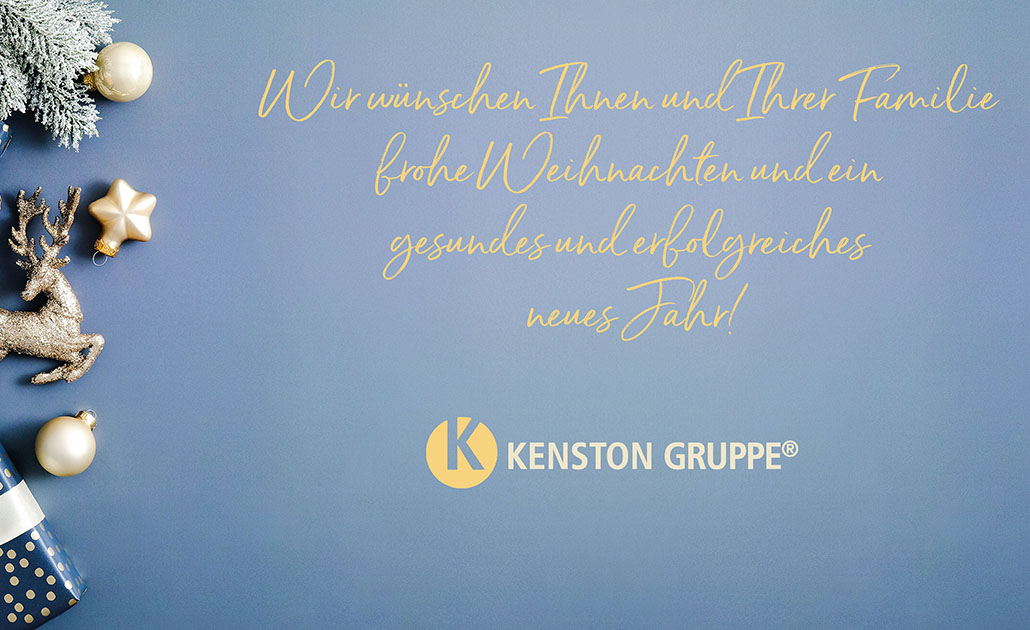 Wir wünschen Ihnen und Ihrer Familie
frohe Weihnachten und ein
gesundes und erfolgreiches
neues Jahr!
K KENSTON GRUPPE®